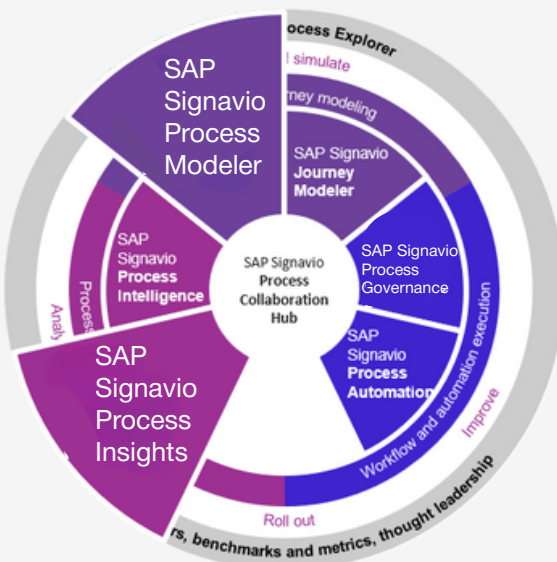 ocess Explorer
simulate
ney modeling
SAP
Signavio
Process
Modeler
SAP Signavio
Journey
Modeler
SAP
Signavio
Process
Intelligence
SAP Signavio
Process
Collaboration
Hub
SAP Signavio
Process
Governance
SAP
Signavio
Process
Automation
Process
Analy
SAP
Signavio
Process
Insights
Workflow and automation execution
Improve
Roll out
rs, benchmarks and metrics, thought leadership